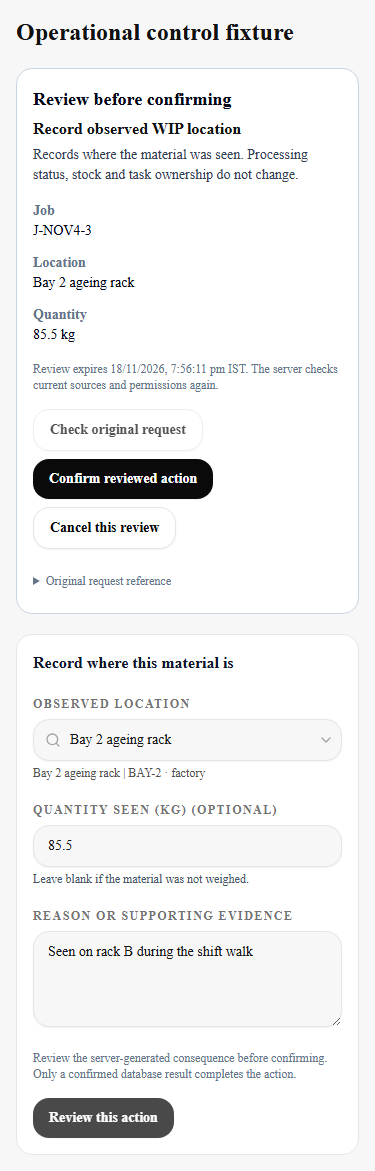 Operational control fixture
Review before confirming
Record observed WIP location
Records where the material was seen. Processing
status, stock and task ownership do not change.
Job
J-NOV4-3
Location
Bay 2 ageing rack
Quantity
85.5 kg
Review expires 18/11/2026, 7:56:11 pm IST. The server checks
current sources and permissions again.
Check original request
Confirm reviewed action
Cancel this review
Original request reference
Record where this material is
OBSERVED LOCATION
Bay 2 ageing rack
Bay 2 ageing rack | BAY-2 · factory
QUANTITY SEEN (KG) (OPTIONAL)
85.5
Leave blank if the material was not weighed.
REASON OR SUPPORTING EVIDENCE
Seen on rack B during the shift walk
Review the server-generated consequence before confirming.
Only a confirmed database result completes the action.
Review this action